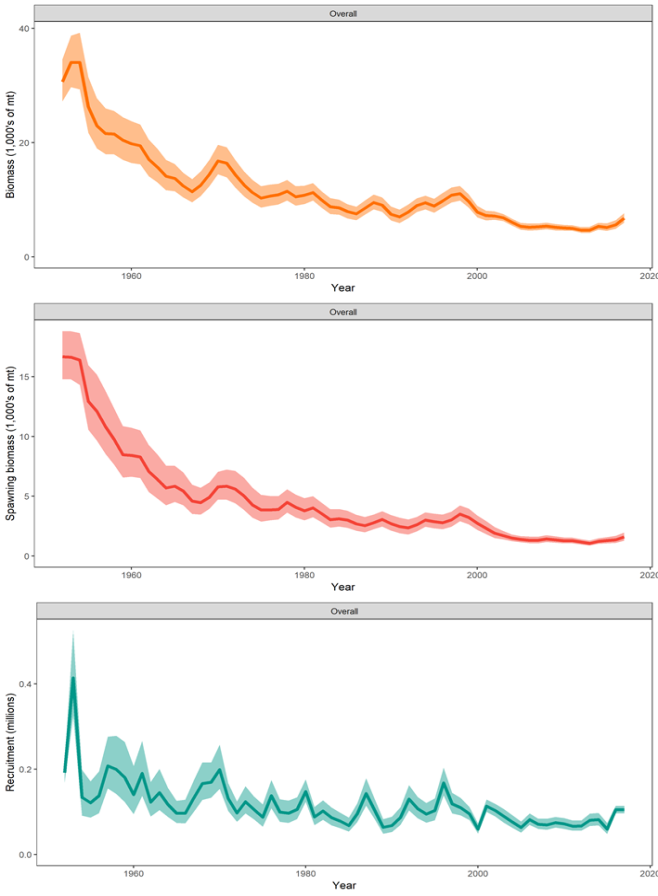 Overall
40
20
0
Biomass (1,000's of mt)
1960
1980
2000
2020
Year
Overall
15
10
5
0
Spawning biomass (1,000's of mt)
1960
1980
2000
2020
Year
Overall
0.4
0.2
0.0
Recruitment (millions)
1960
1980
2000
2020
Year